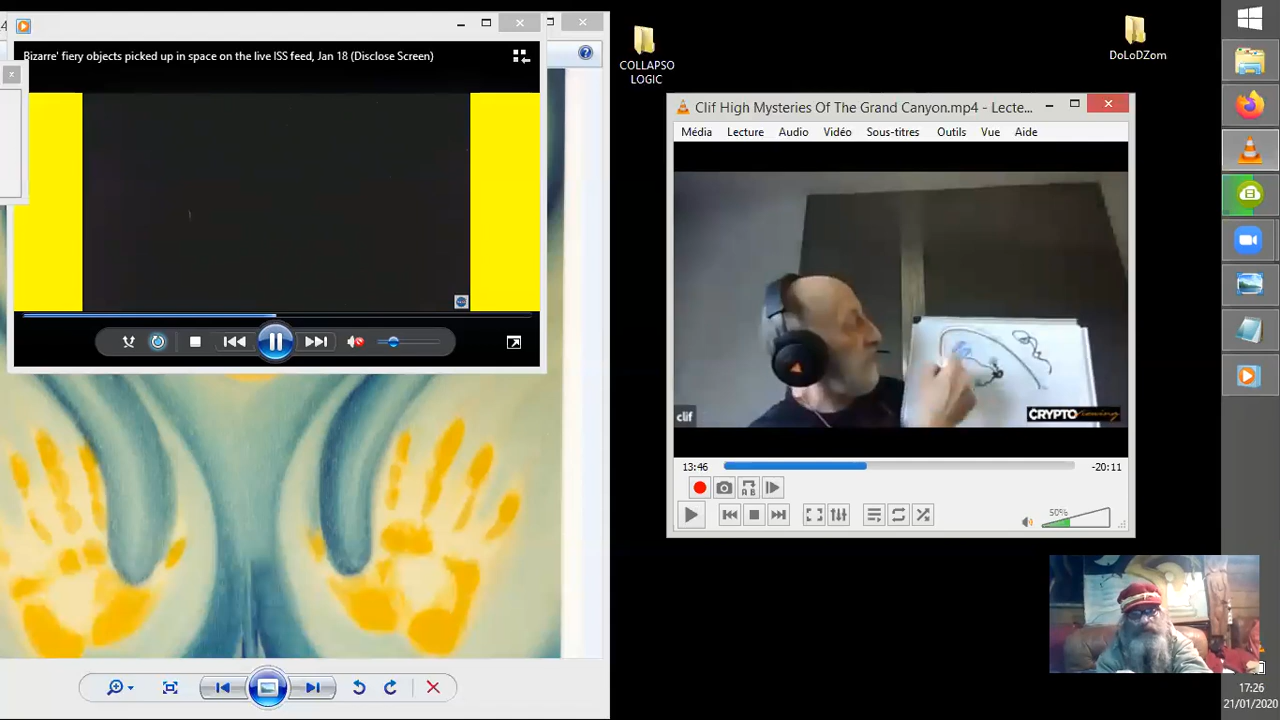 Bizarre' fiery objects picked up in space on the live ISS feed, Jan 18 (Disclose Screen)
COLLAPSO
LOGIC
DoLoDZom
Clif High Mysteries Of The Grand Canyon.mp4 - Lecte...
Média Lecture Audio Vidéo Sous-titres Outils Vue Aide
clif
CRYPTO Viewing
13:46
-20:11
50%
17:26
21/01/2020